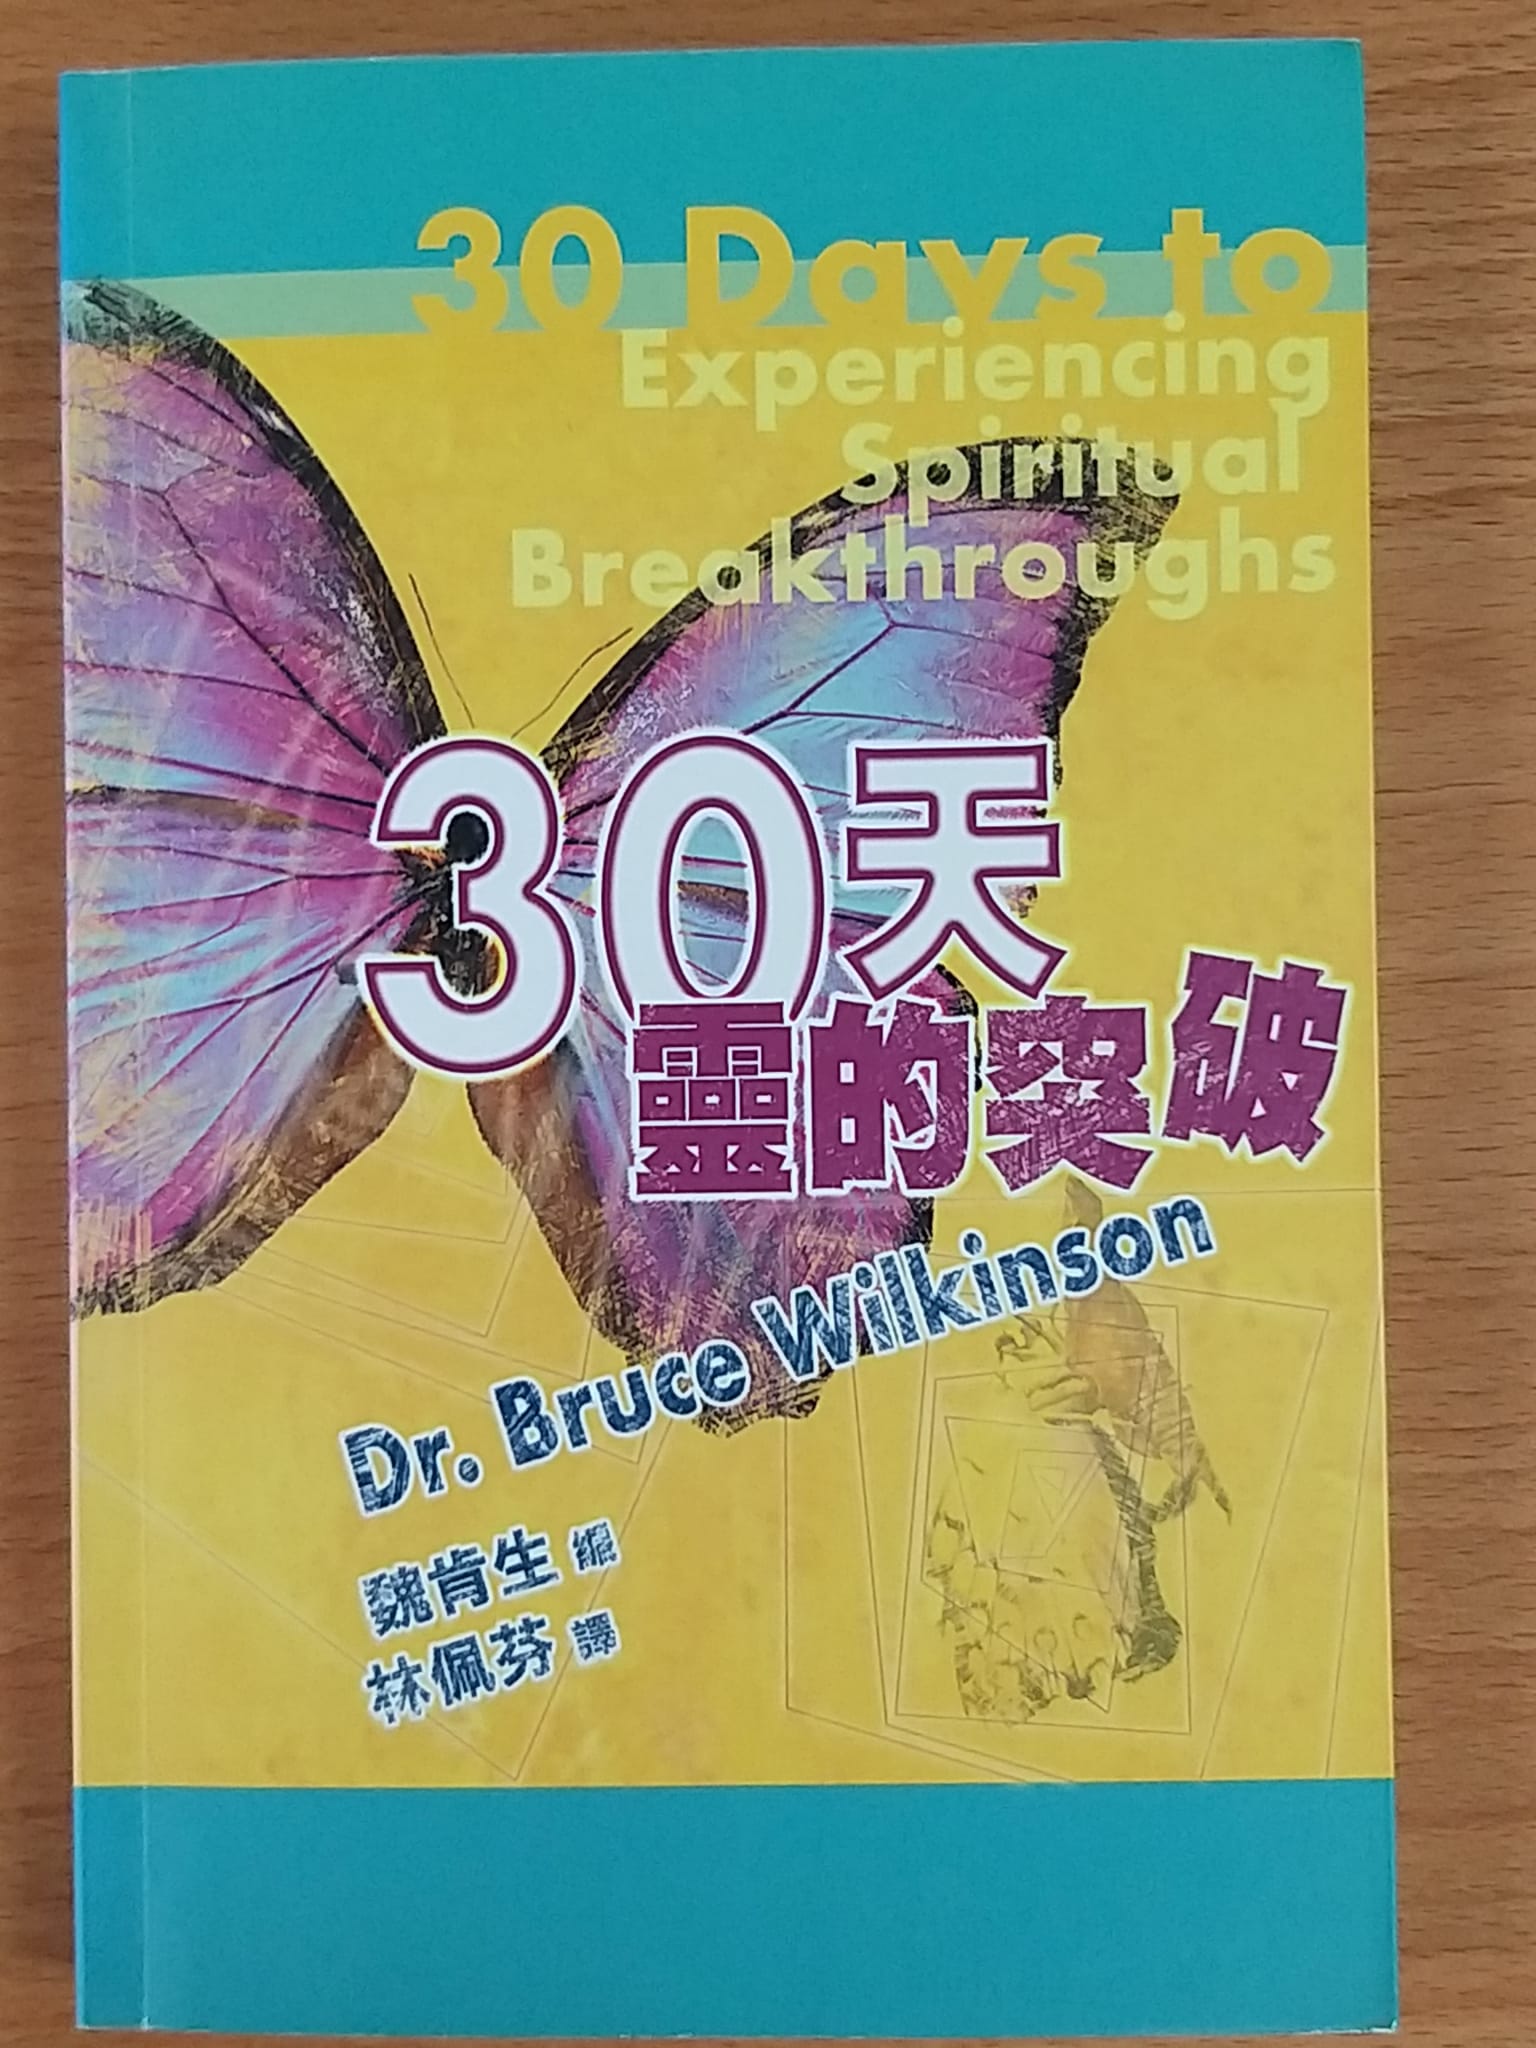 30 Days to
Experiencing
Spiritual
Breakthroughs
30天
靈的突破
Dr. Bruce Wilkinson
魏肯生 編
林佩芬 譯